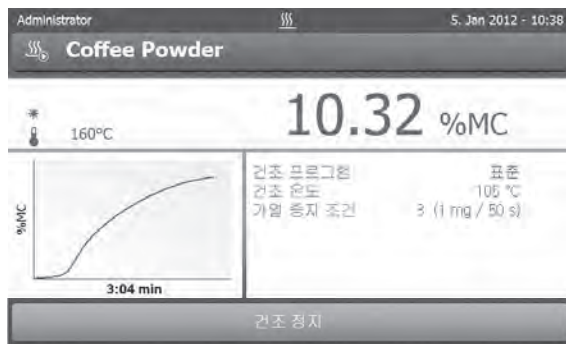 Administrator 5. Jan 2012 - 10:38
Coffee Powder
160°C 10.32 %MC
건조 프로그램 표준
건조 온도 105 °C
가열 중지 조건 3 (1 mg / 50 s)
%MC
3:04 min
건조 정지